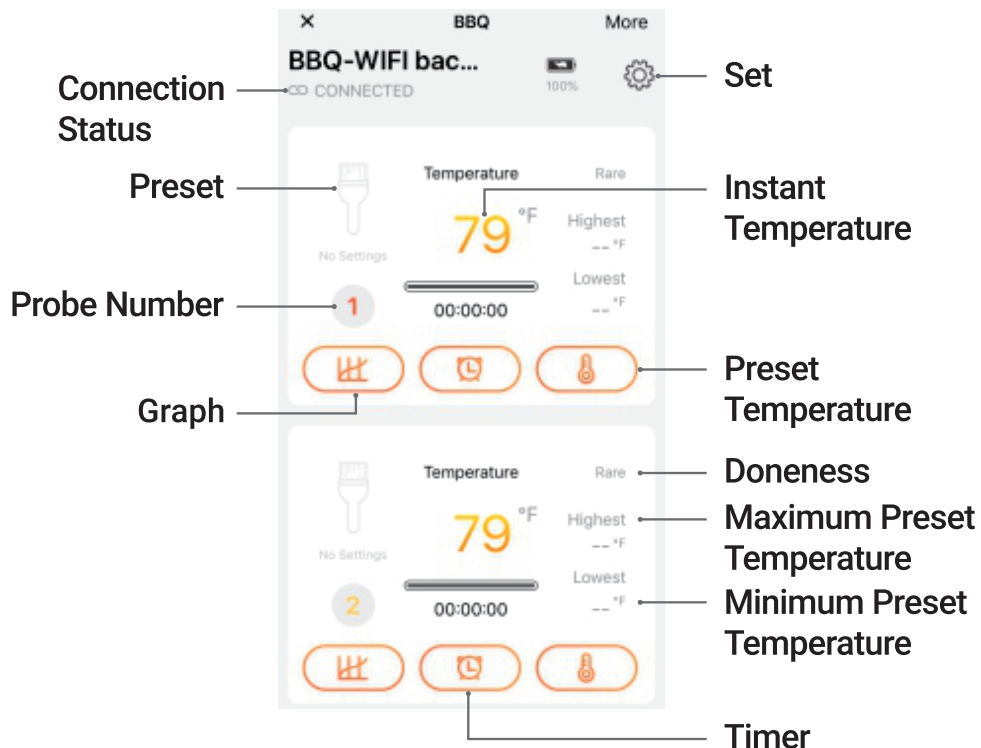 × BBQ More
BBQ-WIFI bac...
CONNECTED
100%
Connection
Status
Set
Preset
Temperature
Rare
79 °F
Highest
-- °F
Lowest
-- °F
No Settings
1
00:00:00
Instant
Temperature
Probe Number
Preset
Temperature
Graph
Temperature
Rare
79 °F
Highest
-- °F
Lowest
-- °F
No Settings
2
00:00:00
Doneness
Maximum Preset
Temperature
Minimum Preset
Temperature
Timer